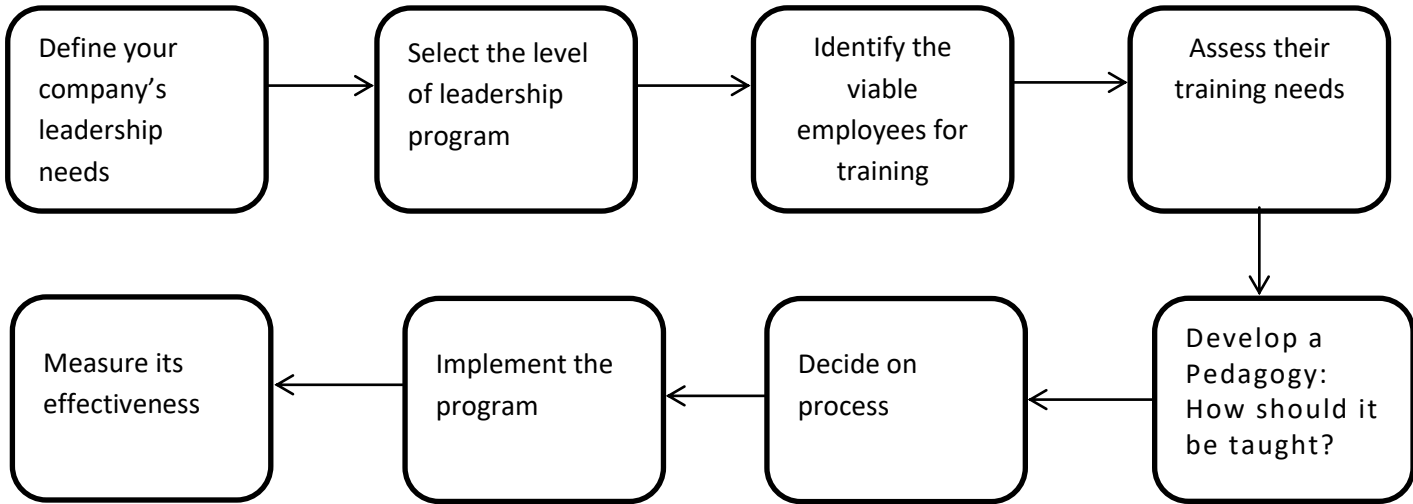 Define your
company’s
leadership
needs
Select the level
of leadership
program
Identify the
viable
employees for
training
Assess their
training needs
Develop a
Pedagogy:
How should it
be taught?
Decide on
process
Implement the
program
Measure its
effectiveness